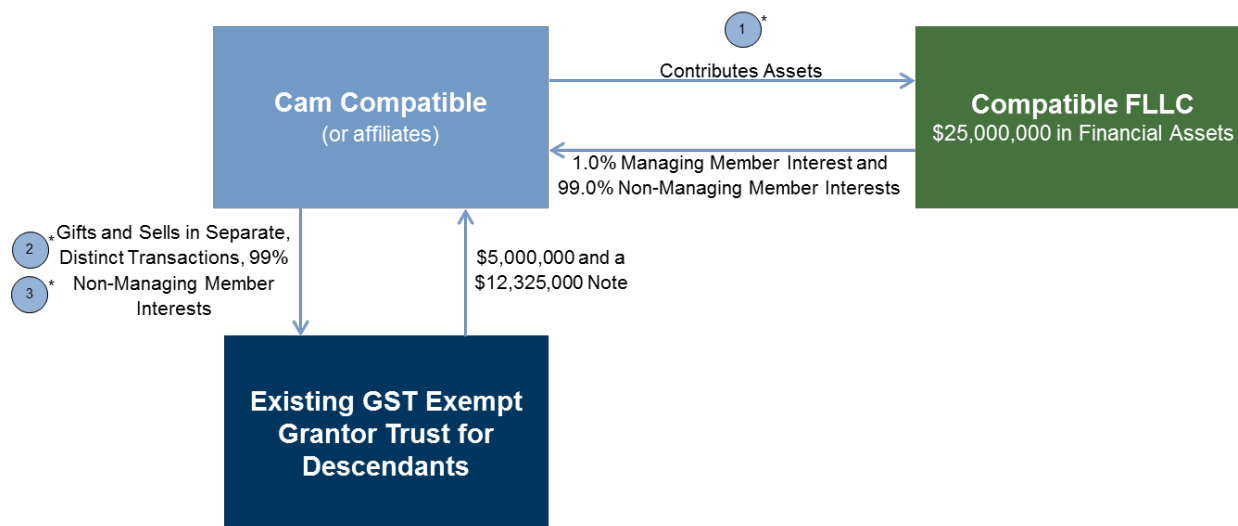 1
*
Contributes Assets
Cam Compatible
(or affiliates)
Compatible FLLC
$25,000,000 in Financial Assets
1.0% Managing Member Interest and
99.0% Non-Managing Member Interests
2
*
3
*
Gifts and Sells in Separate,
Distinct Transactions, 99%
Non-Managing Member
Interests
$5,000,000 and a
$12,325,000 Note
Existing GST Exempt
Grantor Trust for
Descendants